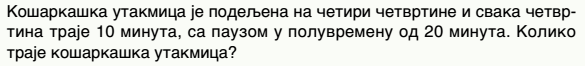 Кошаркашка утакмица је подељена на четири четвртине и свака четвр-
тина траје 10 минута, са паузом у полувремену од 20 минута. Колико
траје кошаркашка утакмица?